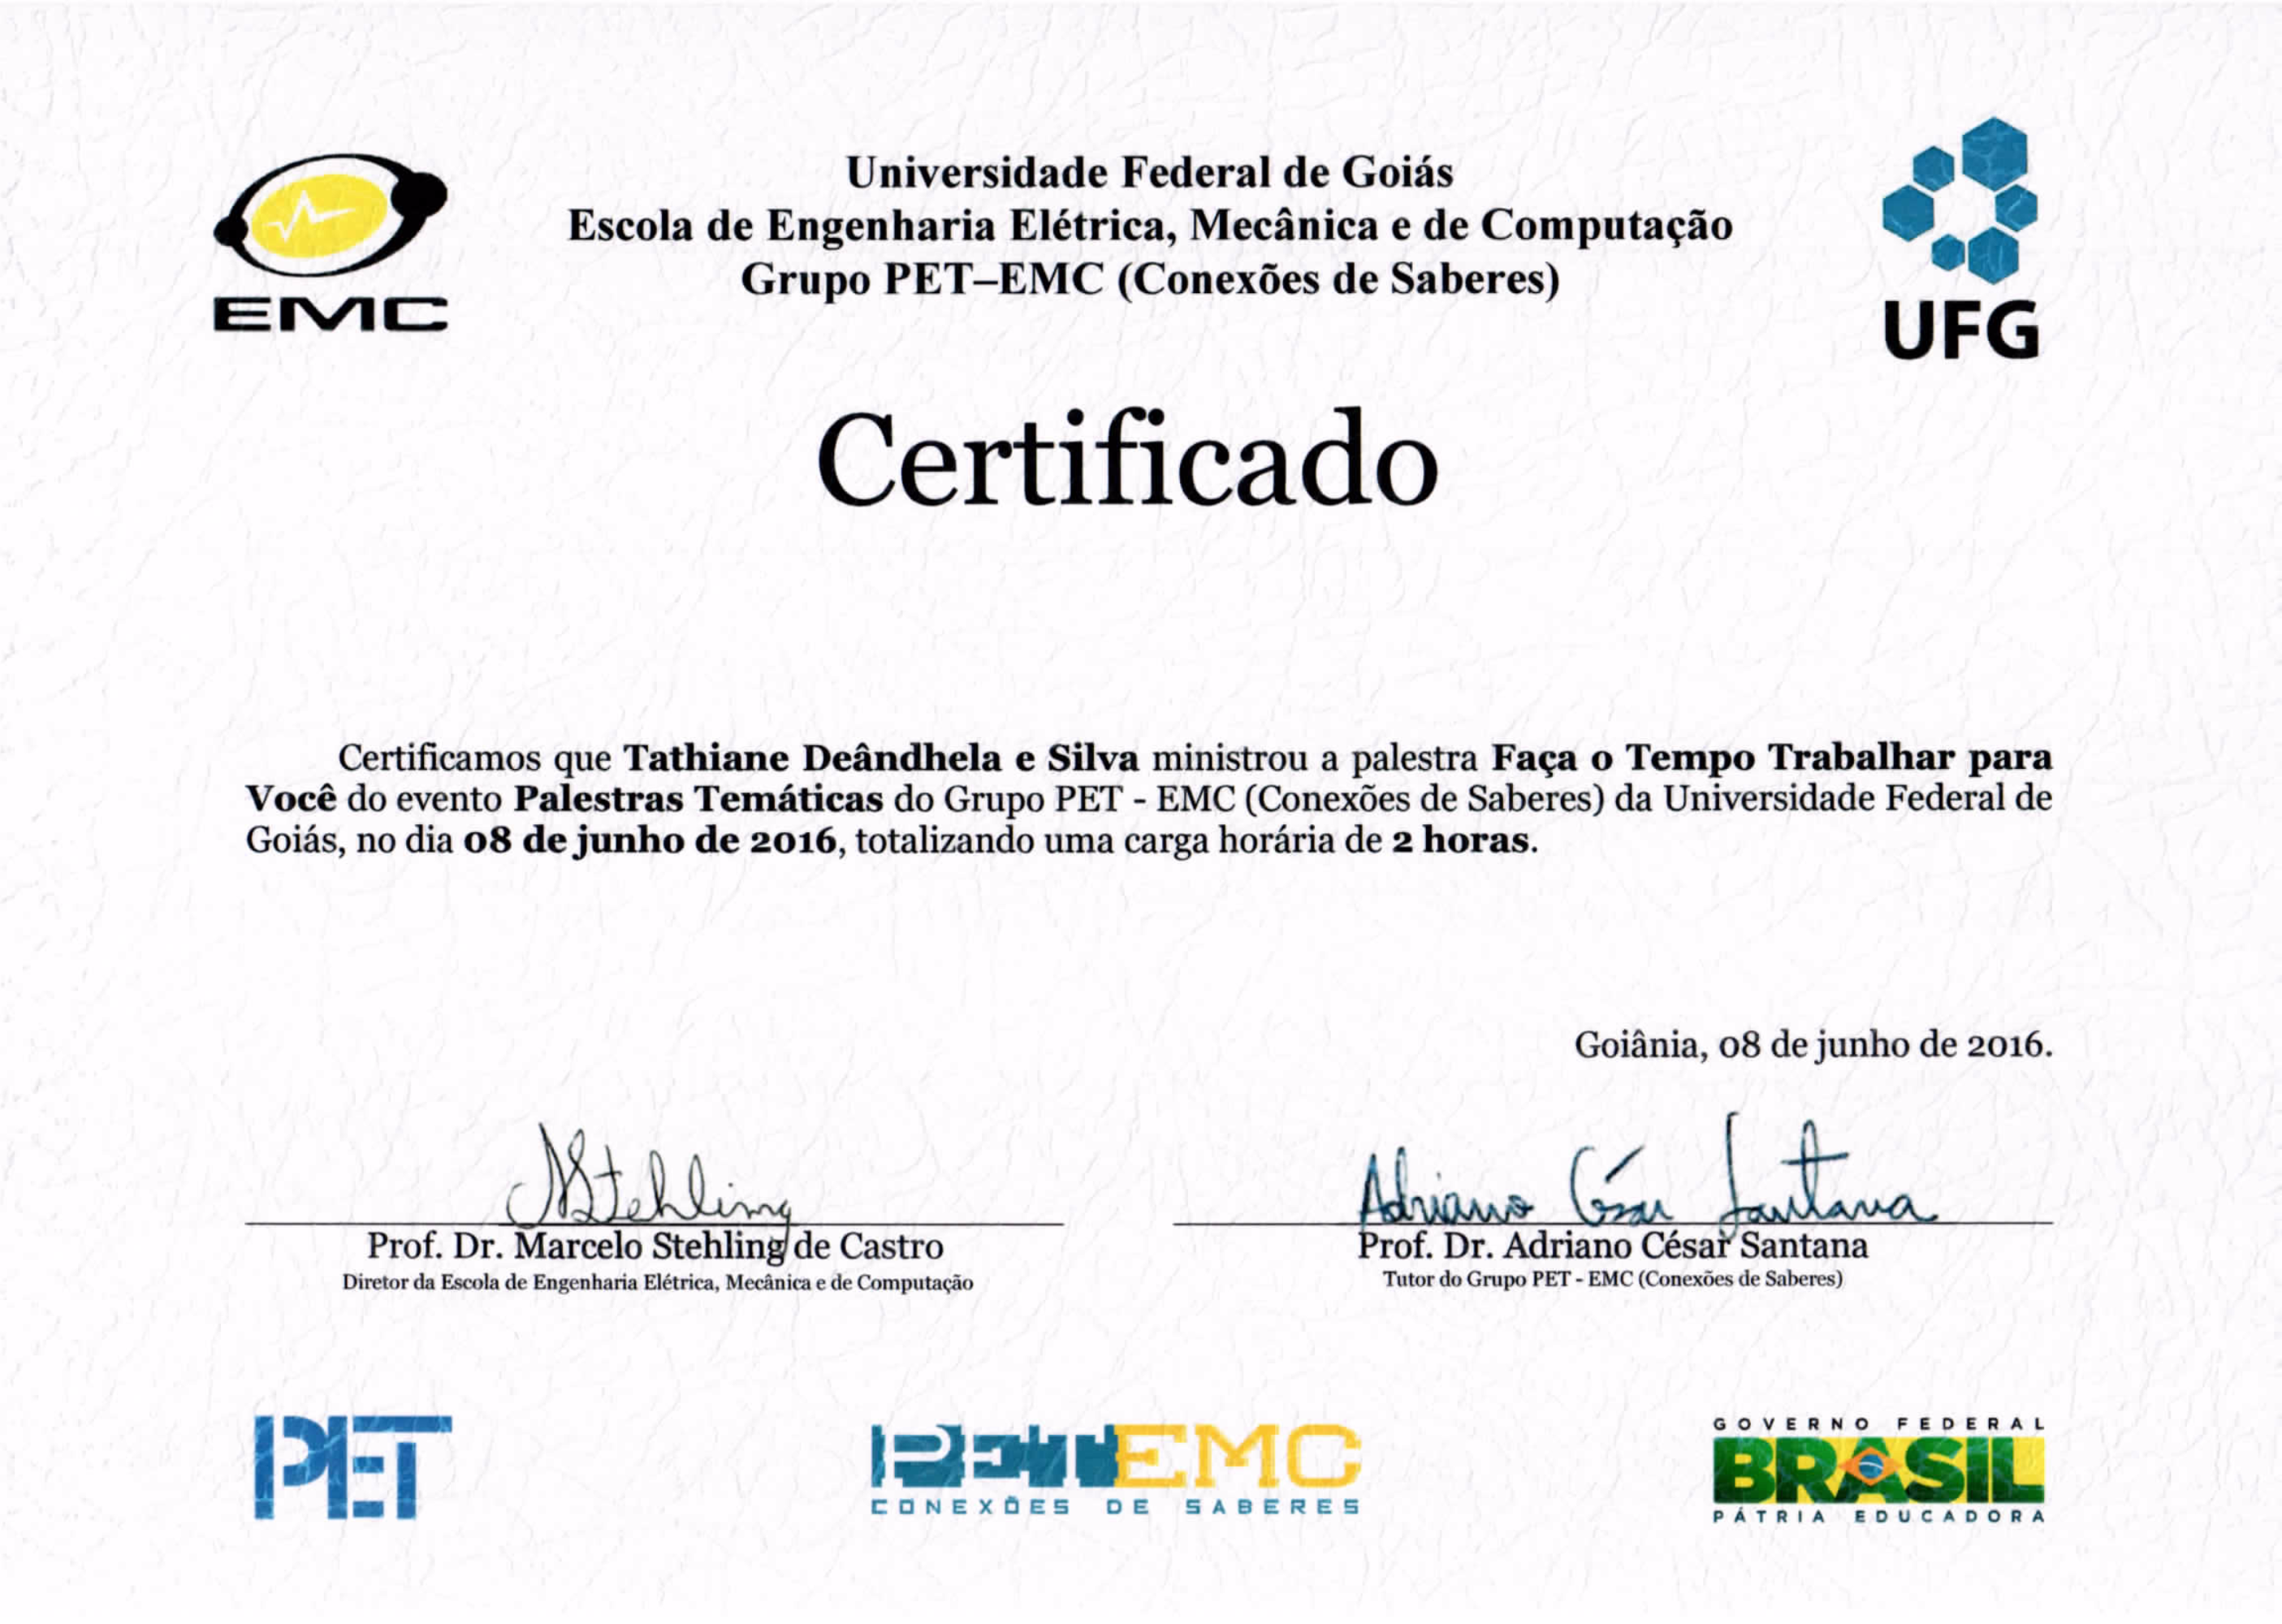 EMC
Universidade Federal de Goiás
Escola de Engenharia Elétrica, Mecânica e de Computação
Grupo PET–EMC (Conexões de Saberes)
UFG
Certificado
Certificamos que Tathiane Deândhela e Silva ministrou a palestra Faça o Tempo Trabalhar para
Você do evento Palestras Temáticas do Grupo PET - EMC (Conexões de Saberes) da Universidade Federal de
Goiás, no dia 08 de junho de 2016, totalizando uma carga horária de 2 horas.
Goiânia, 08 de junho de 2016.
MStehling
Adriano César Santana
Prof. Dr. Marcelo Stehling de Castro
Prof. Dr. Adriano César Santana
Diretor da Escola de Engenharia Elétrica, Mecânica e de Computação
Tutor do Grupo PET - EMC (Conexões de Saberes)
PET
PETEMC
CONEXÕES DE SABERES
GOVERNO FEDERAL
BRASIL
PÁTRIA EDUCADORA